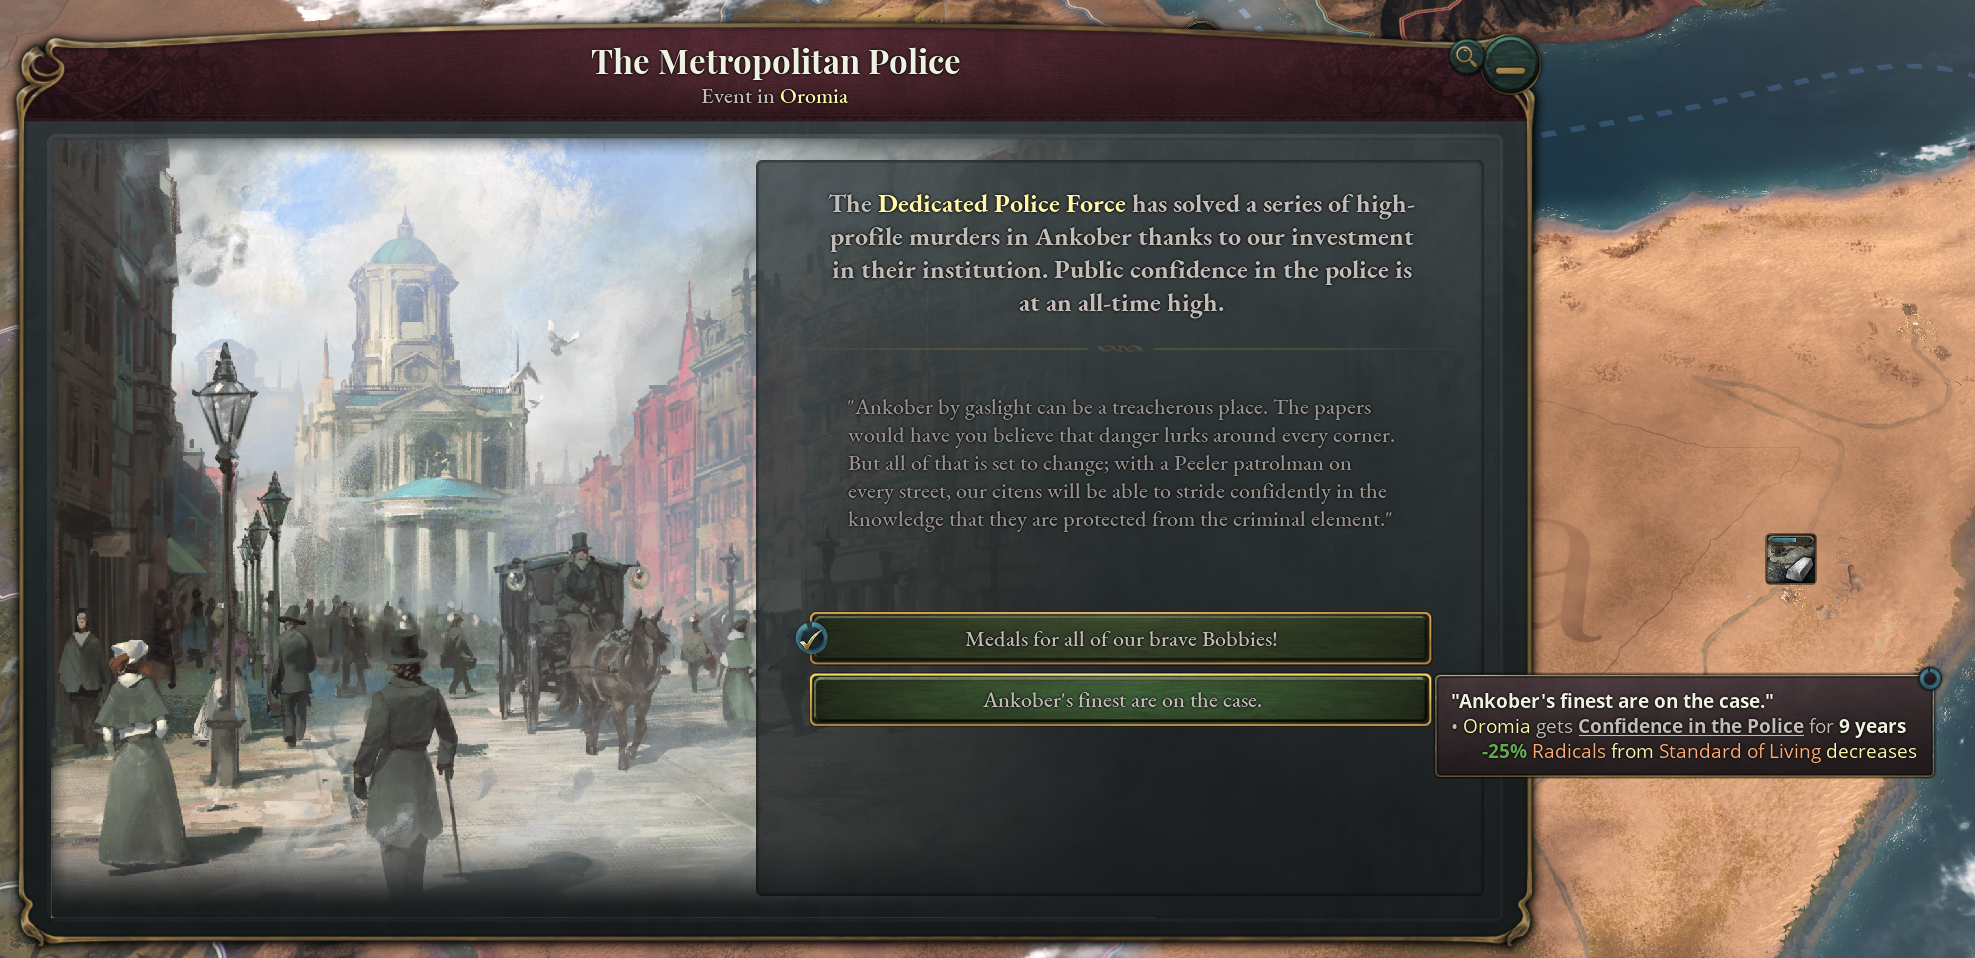 The Metropolitan Police
Event in Oromia
The Dedicated Police Force has solved a series of high-
profile murders in Ankober thanks to our investment
in their institution. Public confidence in the police is
at an all-time high.
"Ankober by gaslight can be a treacherous place. The papers
would have you believe that danger lurks around every corner.
But all of that is set to change; with a Peeler patrolman on
every street, our citens will be able to stride confidently in the
knowledge that they are protected from the criminal element."
Medals for all of our brave Bobbies!
Ankober's finest are on the case.
"Ankober's finest are on the case."
• Oromia gets Confidence in the Police for 9 years
-25% Radicals from Standard of Living decreases
a